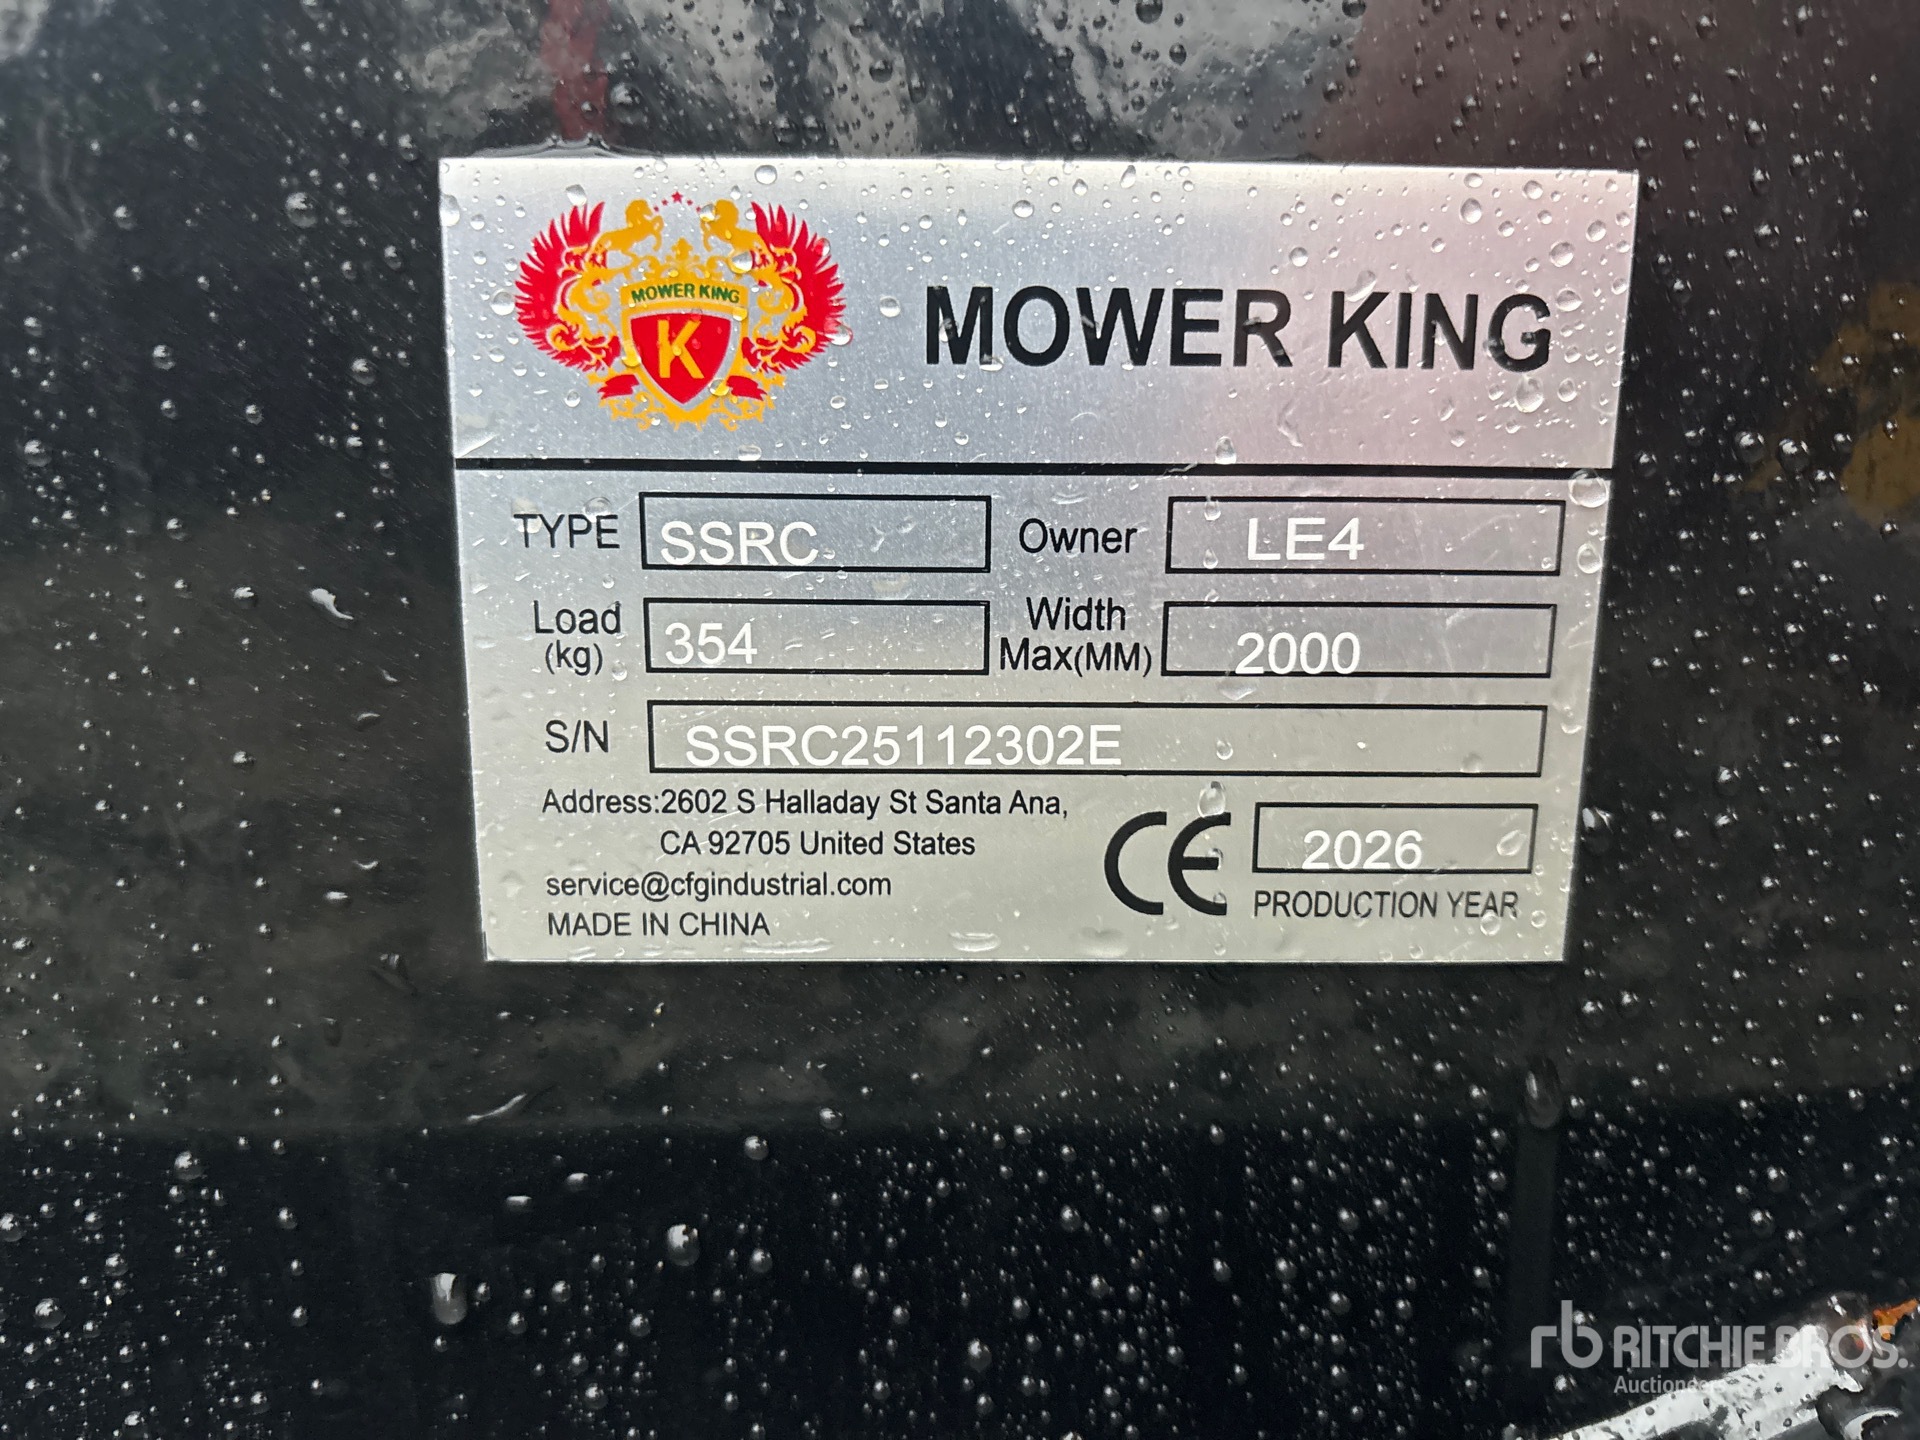 MOWER KING
K
MOWER KING
TYPE SSRC Owner LE4
Load (kg) 354 Width Max(MM) 2000
S/N SSRC25112302E
Address:2602 S Halladay St Santa Ana,
CA 92705 United States
service@cfgindustrial.com
MADE IN CHINA
CE 2026
PRODUCTION YEAR
rb RITCHIE BROS.
Auctioneers